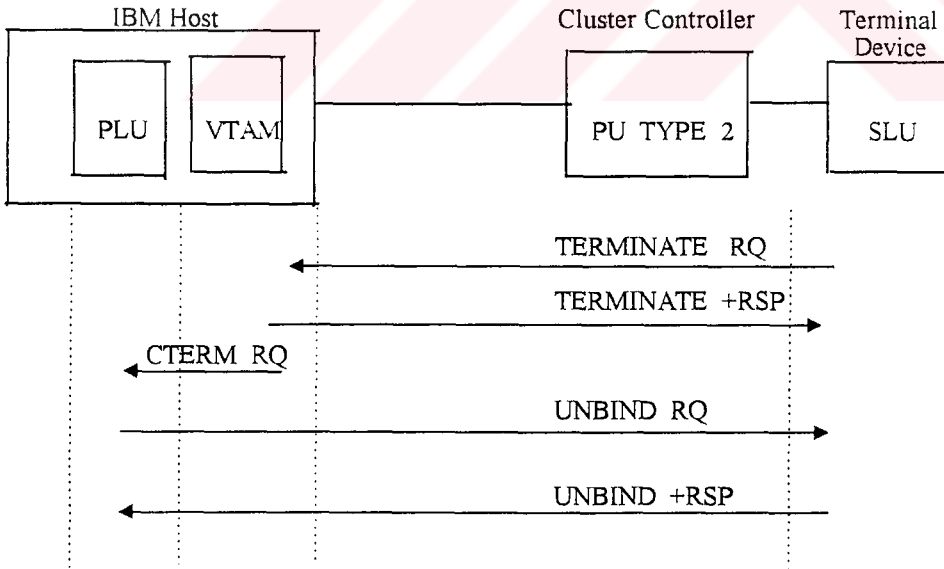 IBM Host
Cluster Controller
Terminal
Device
PLU
VTAM
PU TYPE 2
SLU
TERMINATE RQ
TERMINATE +RSP
CTERM RQ
UNBIND RQ
UNBIND +RSP